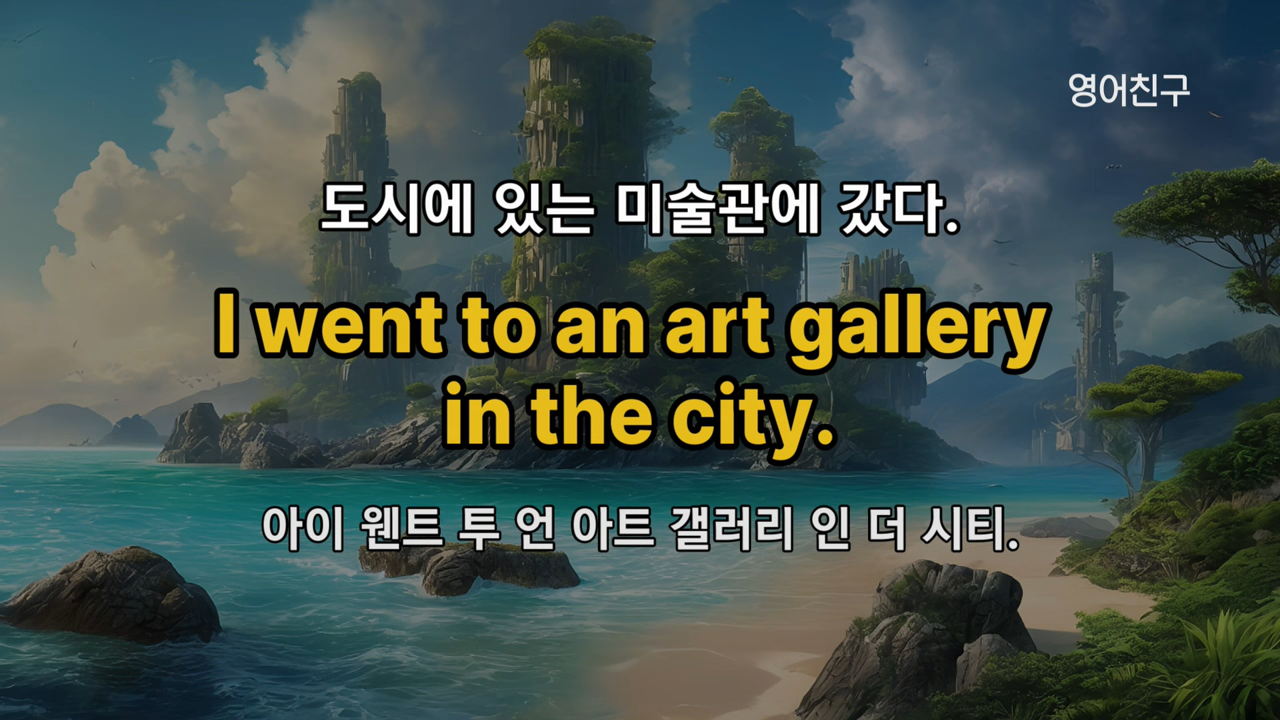 영어친구
도시에 있는 미술관에 갔다.
I went to an art gallery
in the city.
아이 웬트 투 언 아트 갤러리 인 더 시티.